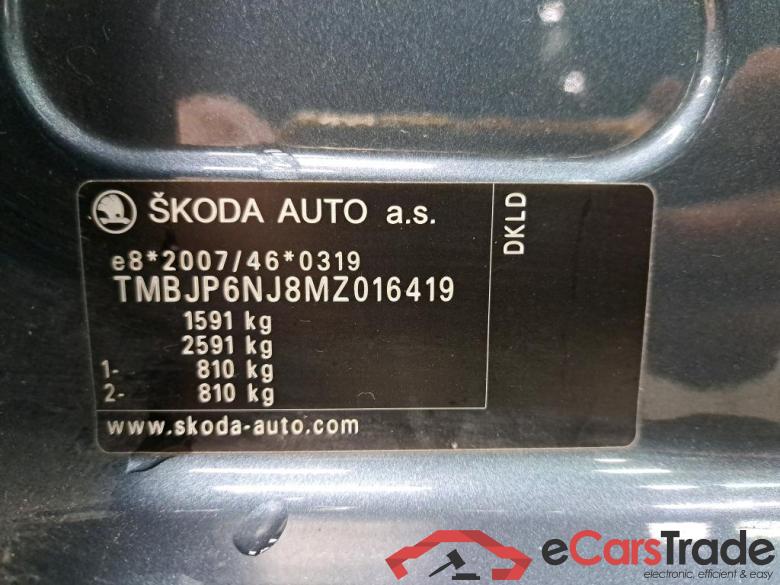 ŠKODA AUTO a.s.
DKLD
e8*2007/46*0319
TMBJP6NJ8MZ016419
1591 kg
2591 kg
1- 810 kg
2- 810 kg
www.skoda-auto.com
eCarsTrade
electronic, efficient & easy